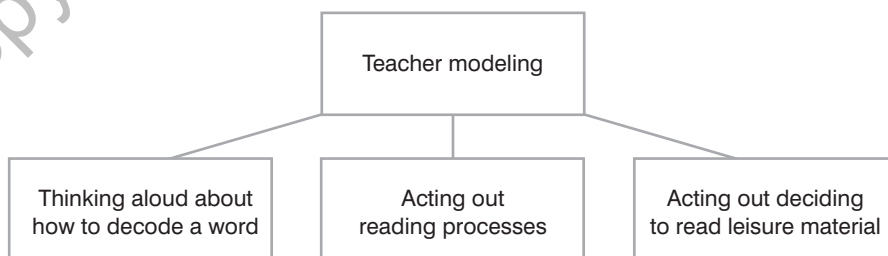 Teacher modeling
Thinking aloud about
how to decode a word
Acting out
reading processes
Acting out deciding
to read leisure material